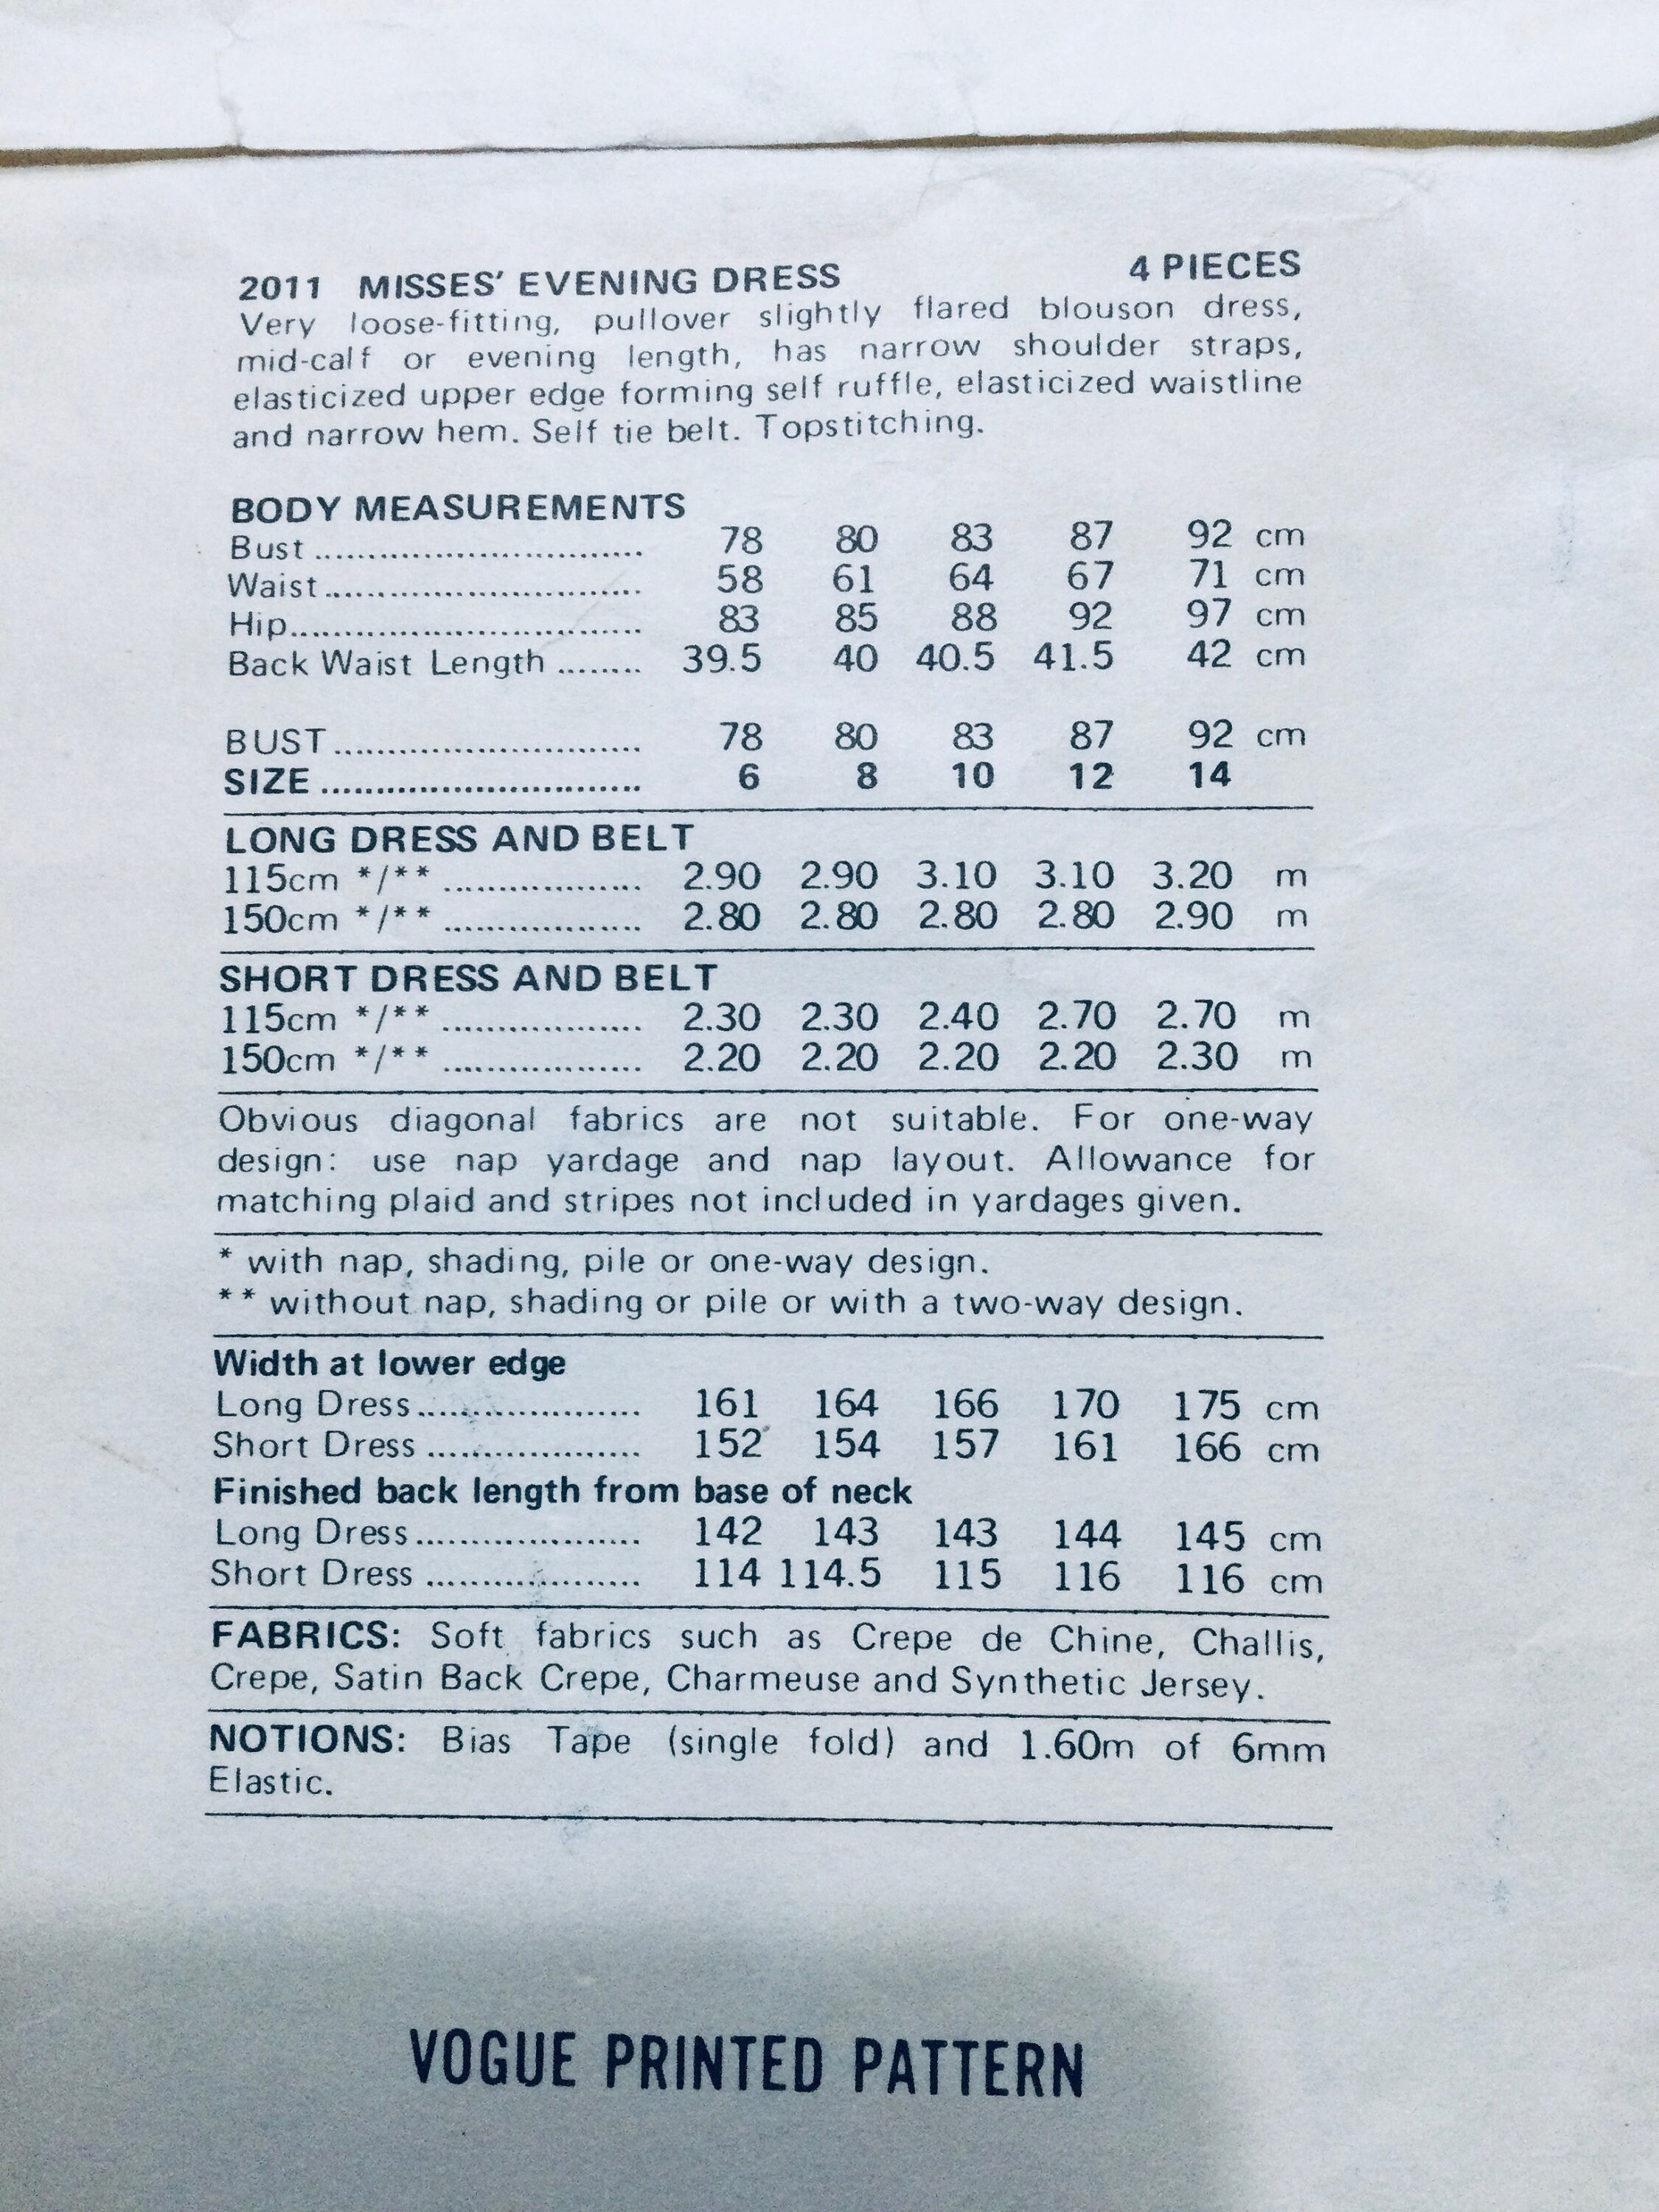 2011 MISSES' EVENING DRESS 4 PIECES
Very loose-fitting, pullover slightly flared blouson dress,
mid-calf or evening length, has narrow shoulder straps,
elasticized upper edge forming self ruffle, elasticized waistline
and narrow hem. Self tie belt. Topstitching.
BODY MEASUREMENTS
Bust ............................... 78 80 83 87 92 cm
Waist .............................. 58 61 64 67 71 cm
Hip................................. 83 85 88 92 97 cm
Back Waist Length ........ 39.5 40 40.5 41.5 42 cm
BUST............................. 78 80 83 87 92 cm
SIZE ............................. 6 8 10 12 14
LONG DRESS AND BELT
115cm */** .................. 2.90 2.90 3.10 3.10 3.20 m
150cm */** .................. 2.80 2.80 2.80 2.80 2.90 m
SHORT DRESS AND BELT
115cm */** .................. 2.30 2.30 2.40 2.70 2.70 m
150cm */** .................. 2.20 2.20 2.20 2.20 2.30 m
Obvious diagonal fabrics are not suitable. For one-way
design: use nap yardage and nap layout. Allowance for
matching plaid and stripes not included in yardages given.
* with nap, shading, pile or one-way design.
** without nap, shading or pile or with a two-way design.
Width at lower edge
Long Dress..................... 161 164 166 170 175 cm
Short Dress .................... 152 154 157 161 166 cm
Finished back length from base of neck
Long Dress..................... 142 143 143 144 145 cm
Short Dress .................... 114 114.5 115 116 116 cm
FABRICS: Soft fabrics such as Crepe de Chine, Challis,
Crepe, Satin Back Crepe, Charmeuse and Synthetic Jersey.
NOTIONS: Bias Tape (single fold) and 1.60m of 6mm
Elastic.
VOGUE PRINTED PATTERN